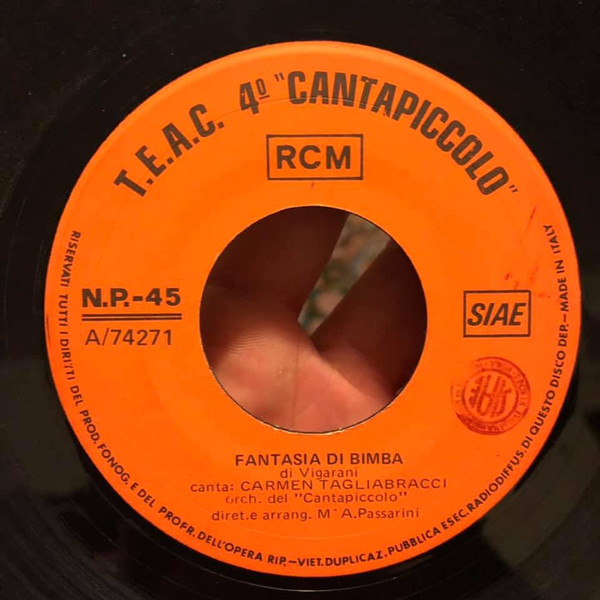 T.E.A.C. 4º "CANTAPICCOLO"
RCM
N.P.-45
A/74271
SIAE
FANTASIA DI BIMBA
di Vigarani
canta: CARMEN TAGLIABRACCI
orch. del "Cantapiccolo"
diret.e arrang. M° A.Passarini
RISERVATI TUTTI I DIRITTI DEL PROD. FONOG. E DEL PROFR. DELL'OPERA RIP.-VIET.DUPLICAZ.PUBBLICA ESEC.RADIODIFFUS.DI QUESTO DISCO DEP.-MADE IN ITALY